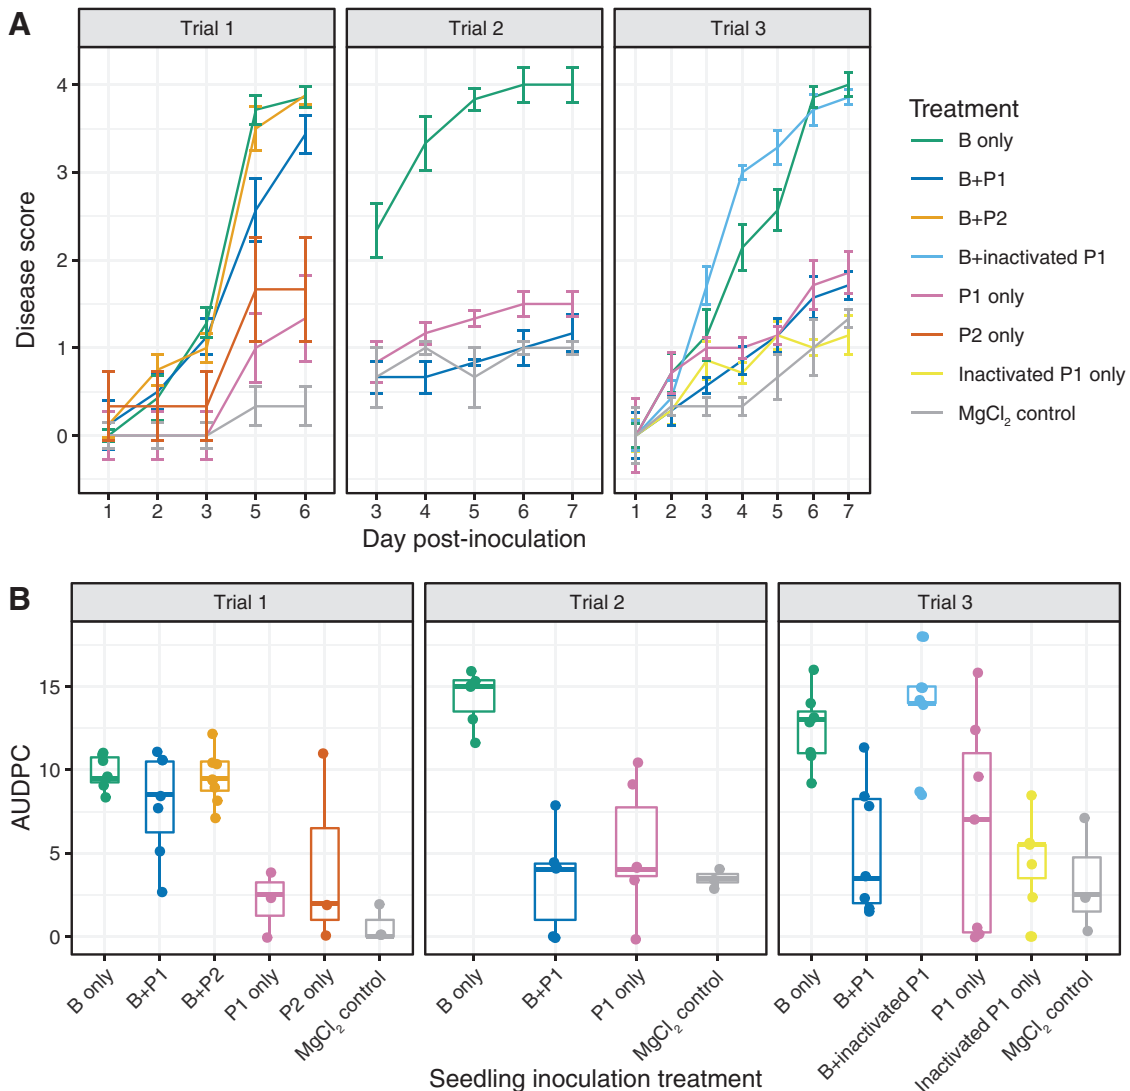 A
Trial 1
Trial 2
Trial 3
Disease score
4
3
2
1
0
1 2 3 5 6
3 4 5 6 7
1 2 3 4 5 6 7
Day post-inoculation
Treatment
B only
B+P1
B+P2
B+inactivated P1
P1 only
P2 only
Inactivated P1 only
MgCl₂ control
B
Trial 1
Trial 2
Trial 3
AUDPC
15
10
5
0
B only
B+P1
B+P2
P1 only
P2 only
MgCl₂ control
B only
B+P1
P1 only
MgCl₂ control
B only
B+P1
B+inactivated P1
P1 only
Inactivated P1 only
MgCl₂ control
Seedling inoculation treatment